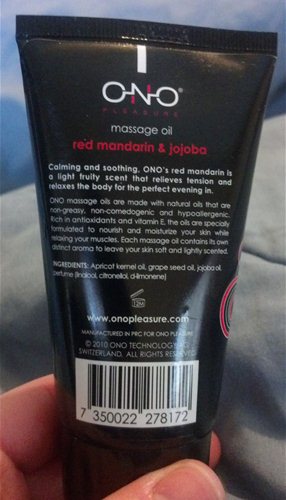 O·N·O®
PLEASURE
massage oil
red mandarin & jojoba
Calming and soothing, ONO's red mandarin is
a light fruity scent that relieves tension and
relaxes the body for the perfect evening in.
ONO massage oils are made with natural oils that are
non-greasy, non-comedogenic and hypoallergenic.
Rich in antioxidants and vitamin E, the oils are specially
formulated to nourish and moisturize your skin while
relaxing your muscles. Each massage oil contains its own
distinct aroma to leave your skin soft and lightly scented.
INGREDIENTS: Apricot kernel oil, grape seed oil, jojoba oil,
perfume (linalool, citronellol, d-limonene)
12M
www.onopleasure.com
MANUFACTURED IN PRC FOR ONO PLEASURE
© 2010 ONO TECHNOLOGY AG,
SWITZERLAND. ALL RIGHTS RESERVED.
7 350022 278172